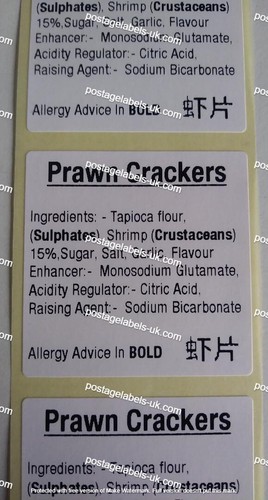 (Sulphates), Shrimp (Crustaceans)
15%,Sugar, Salt, Garlic, Flavour
Enhancer:- Monosodium Glutamate,
Acidity Regulator:- Citric Acid,
Raising Agent:- Sodium Bicarbonate
Allergy Advice In BOLD 虾片
Prawn Crackers
Ingredients: - Tapioca flour,
(Sulphates), Shrimp (Crustaceans)
15%,Sugar, Salt, Garlic, Flavour
Enhancer:- Monosodium Glutamate,
Acidity Regulator:- Citric Acid,
Raising Agent:- Sodium Bicarbonate
Allergy Advice In BOLD 虾片
Prawn Crackers
Ingredients: - Tapioca flour,
(Sulphates), Shrimp (Crustaceans)
postagelabels-uk.com